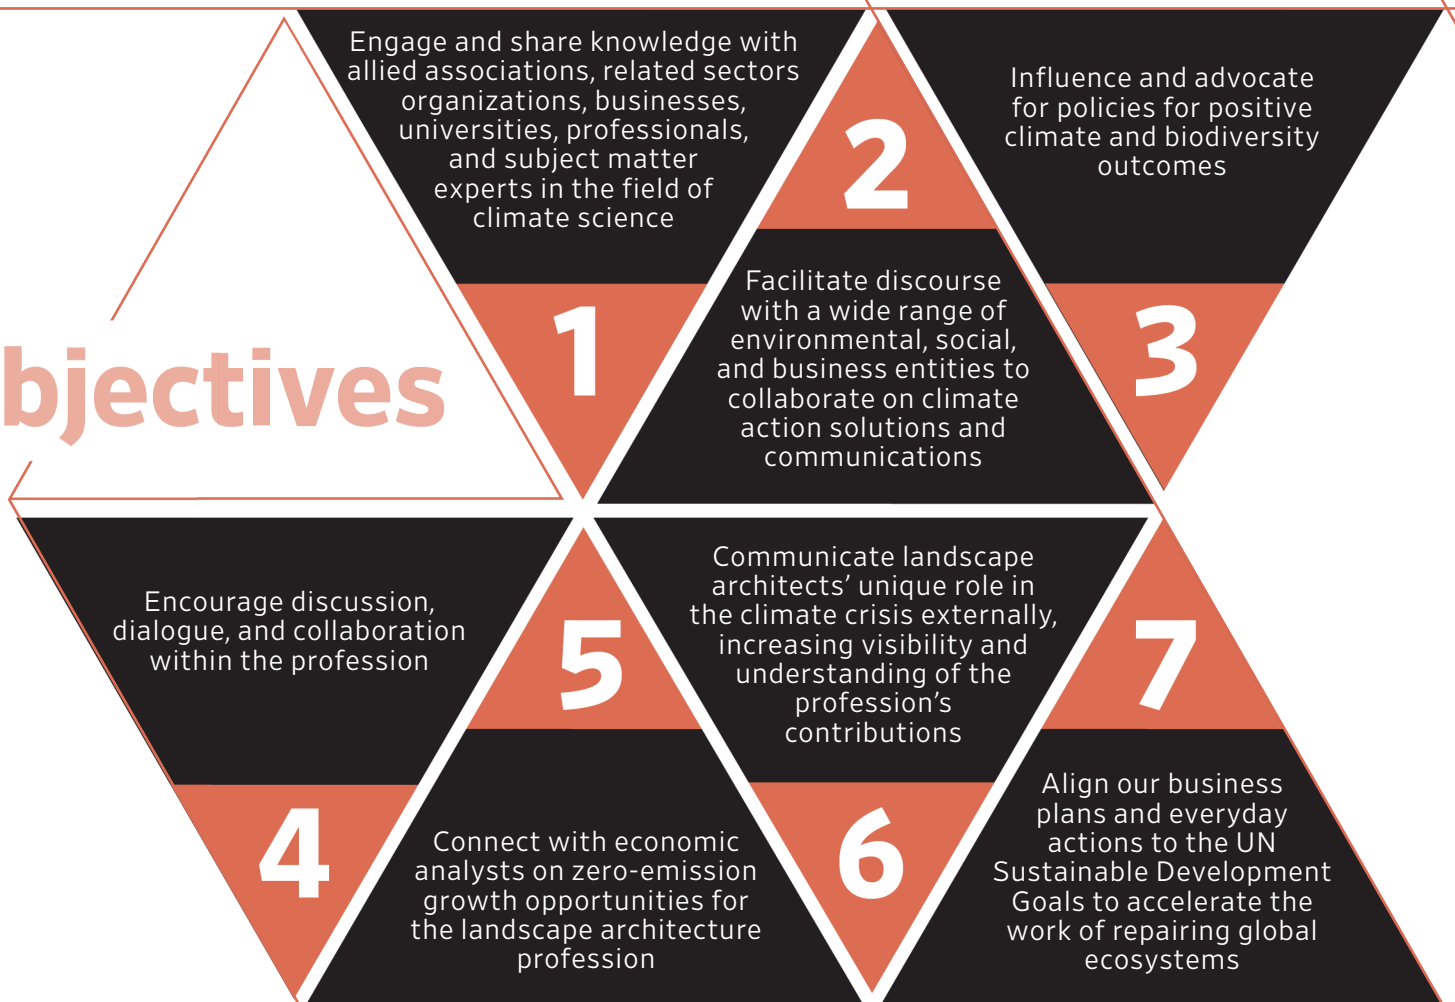 bjectives
Engage and share knowledge with
allied associations, related sectors
organizations, businesses,
universities, professionals,
and subject matter
experts in the field of
climate science
1
2
Facilitate discourse
with a wide range of
environmental, social,
and business entities to
collaborate on climate
action solutions and
communications
Influence and advocate
for policies for positive
climate and biodiversity
outcomes
3
Encourage discussion,
dialogue, and collaboration
within the profession
4
5
Connect with economic
analysts on zero-emission
growth opportunities for
the landscape architecture
profession
Communicate landscape
architects’ unique role in
the climate crisis externally,
increasing visibility and
understanding of the
profession’s
contributions
6
7
Align our business
plans and everyday
actions to the UN
Sustainable Development
Goals to accelerate the
work of repairing global
ecosystems